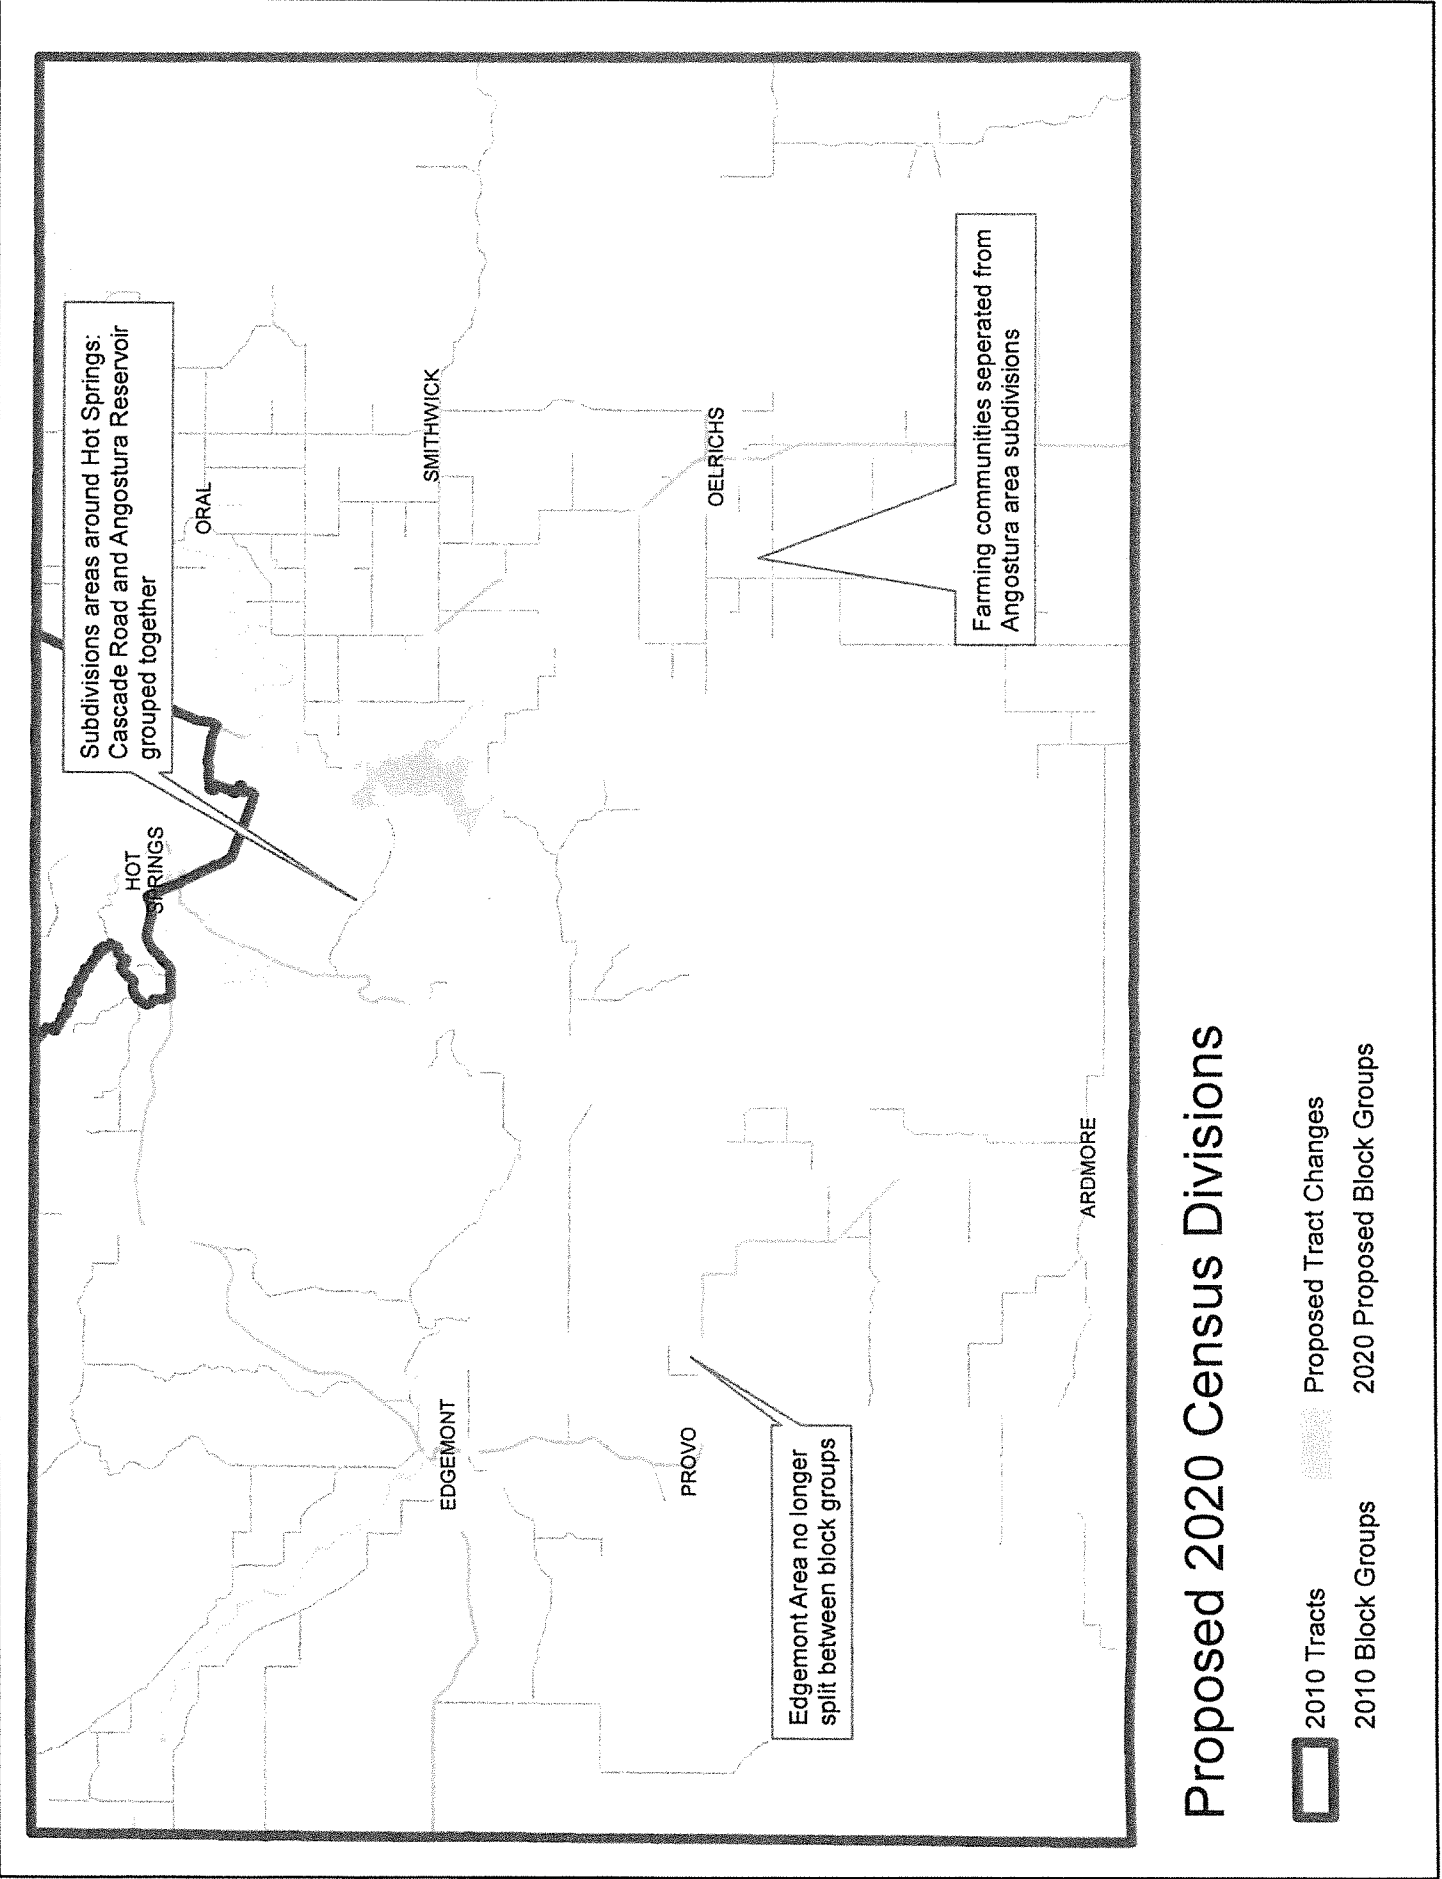 Subdivisions areas around Hot Springs:
Cascade Road and Angostura Reservoir
grouped together
HOT
SPRINGS
ORAL
SMITHWICK
EDGEMONT
OELRICHS
PROVO
Edgemont Area no longer
split between block groups
Farming communities seperated from
Angostura area subdivisions
ARDMORE
Proposed 2020 Census Divisions
2010 Tracts
Proposed Tract Changes
2010 Block Groups
2020 Proposed Block Groups